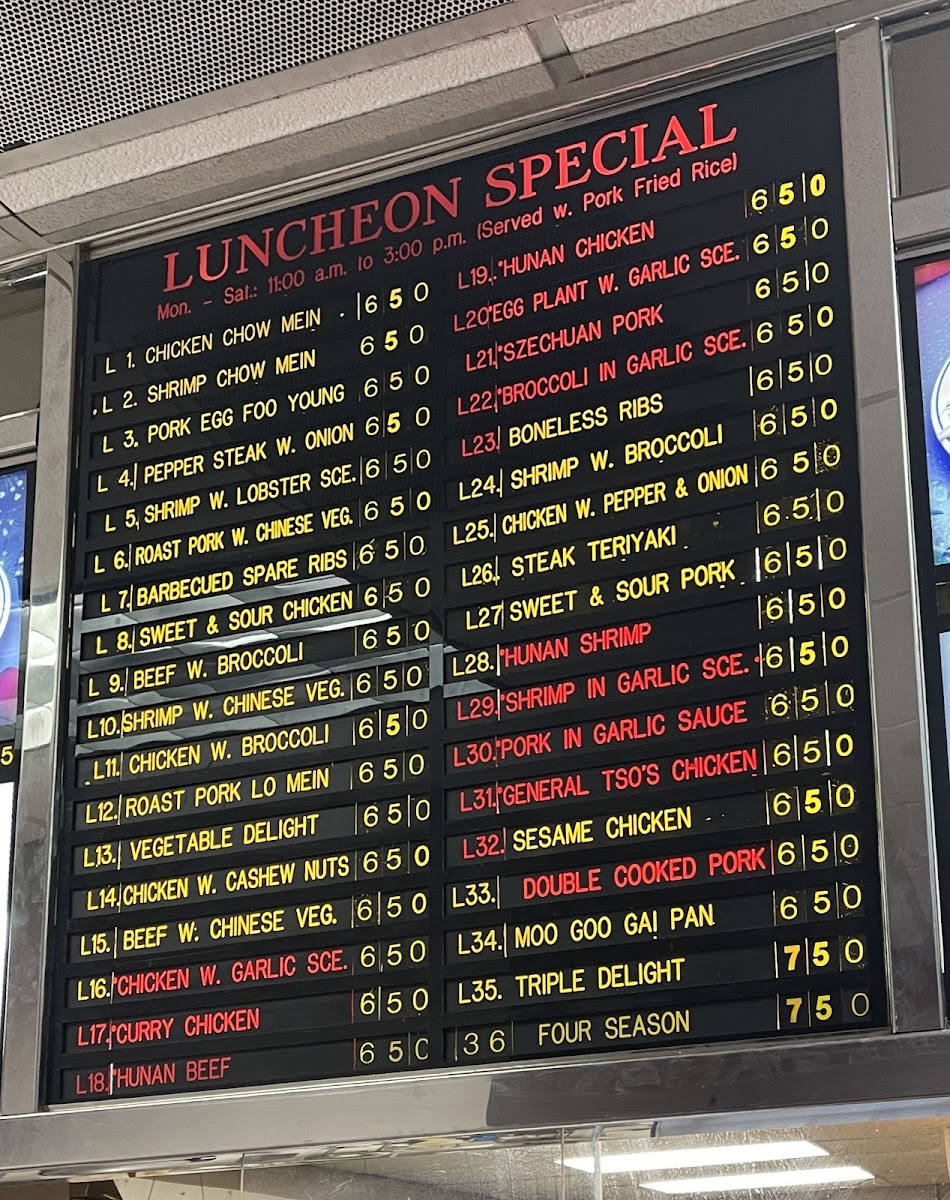 LUNCHEON SPECIAL
Mon. - Sat.: 11:00 a.m. to 3:00 p.m. (Served w. Pork Fried Rice)
L 1. CHICKEN CHOW MEIN 650
L 2. SHRIMP CHOW MEIN 650
L 3. PORK EGG FOO YOUNG 650
L 4. PEPPER STEAK W. ONION 650
L 5. SHRIMP W. LOBSTER SCE. 650
L 6. ROAST PORK W. CHINESE VEG. 650
L 7. BARBECUED SPARE RIBS 650
L 8. SWEET & SOUR CHICKEN 650
L 9. BEEF W. BROCCOLI 650
L10. SHRIMP W. CHINESE VEG. 650
L11. CHICKEN W. BROCCOLI 650
L12. ROAST PORK LO MEIN 650
L13. VEGETABLE DELIGHT 650
L14. CHICKEN W. CASHEW NUTS 650
L15. BEEF W. CHINESE VEG. 650
L16. *CHICKEN W. GARLIC SCE. 650
L17. *CURRY CHICKEN 650
L18. *HUNAN BEEF 650
L19. *HUNAN CHICKEN 650
L20 *EGG PLANT W. GARLIC SCE. 650
L21. *SZECHUAN PORK 650
L22. *BROCCOLI IN GARLIC SCE. 650
L23. BONELESS RIBS 650
L24. SHRIMP W. BROCCOLI 650
L25. CHICKEN W. PEPPER & ONION 650
L26. STEAK TERIYAKI 650
L27 SWEET & SOUR PORK 650
L28. *HUNAN SHRIMP 650
L29. *SHRIMP IN GARLIC SCE. 650
L30. *PORK IN GARLIC SAUCE 650
L31. *GENERAL TSO'S CHICKEN 650
L32. SESAME CHICKEN 650
L33. DOUBLE COOKED PORK 650
L34. MOO GOO GAI PAN 650
L35. TRIPLE DELIGHT 750
36 FOUR SEASON 750
5